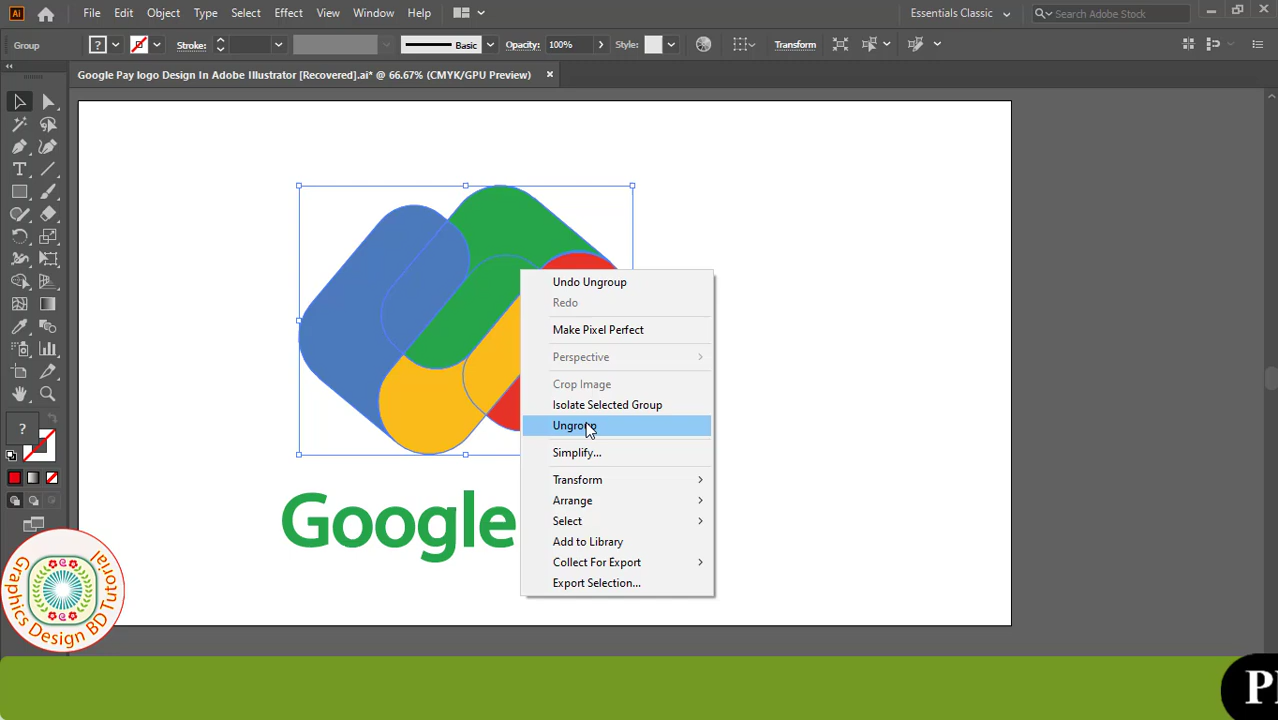 Ai File Edit Object Type Select Effect View Window Help Essentials Classic Search Adobe Stock
Group ? Stroke: Basic Opacity: 100% Style: Transform
Google Pay logo Design In Adobe Illustrator [Recovered].ai* @ 66.67% (CMYK/GPU Preview)
Undo Ungroup
Redo
Make Pixel Perfect
Perspective
Crop Image
Isolate Selected Group
Ungroup
Simplify...
Transform
Arrange
Select
Add to Library
Collect For Export
Export Selection...
?
Google
Graphics Design BD Tutorial